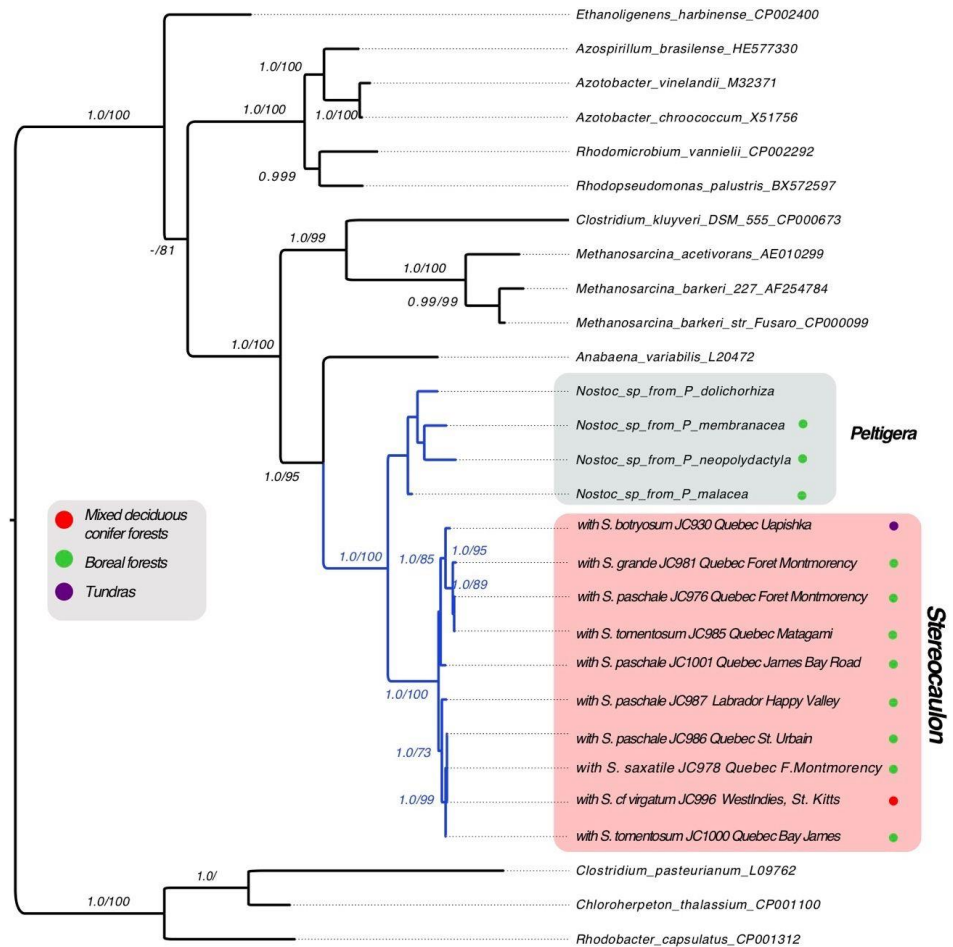 Ethanoligenens_harbinense_CP002400
Azospirillum_brasilense_HE577330
1.0/100
Azotobacter_vinelandii_M32371
1.0/100
1.0/100
1.0/100
Azotobacter_chroococcum_X51756
Rhodomicrobium_vannielii_CP002292
0.999
Rhodopseudomonas_palustris_BX572597
Clostridium_kluyveri_DSM_555_CP000673
1.0/99
-/81
Methanosarcina_acetivorans_AE010299
1.0/100
Methanosarcina_barkeri_227_AF254784
0.99/99
Methanosarcina_barkeri_str_Fusaro_CP000099
1.0/100
Anabaena_variabilis_L20472
Nostoc_sp_from_P_dolichorhiza
Nostoc_sp_from_P_membranacea
Peltigera
Nostoc_sp_from_P_neopolydactyla
1.0/95
Nostoc_sp_from_P_malacea
Mixed deciduous
conifer forests
Boreal forests
Tundras
with S. botryosum JC930 Quebec Uapishka
1.0/100
1.0/85
1.0/95
with S. grande JC981 Quebec Foret Montmorency
1.0/89
with S. paschale JC976 Quebec Foret Montmorency
with S. tomentosum JC985 Quebec Matagami
with S. paschale JC1001 Quebec James Bay Road
Stereocaulon
1.0/100
with S. paschale JC987 Labrador Happy Valley
with S. paschale JC986 Quebec St. Urbain
1.0/73
with S. saxatile JC978 Quebec F.Montmorency
1.0/99
with S. cf virgatum JC996 WestIndies, St. Kitts
with S. tomentosum JC1000 Quebec Bay James
Clostridium_pasteurianum_L09762
1.0/
1.0/100
Chloroherpeton_thalassium_CP001100
Rhodobacter_capsulatus_CP001312